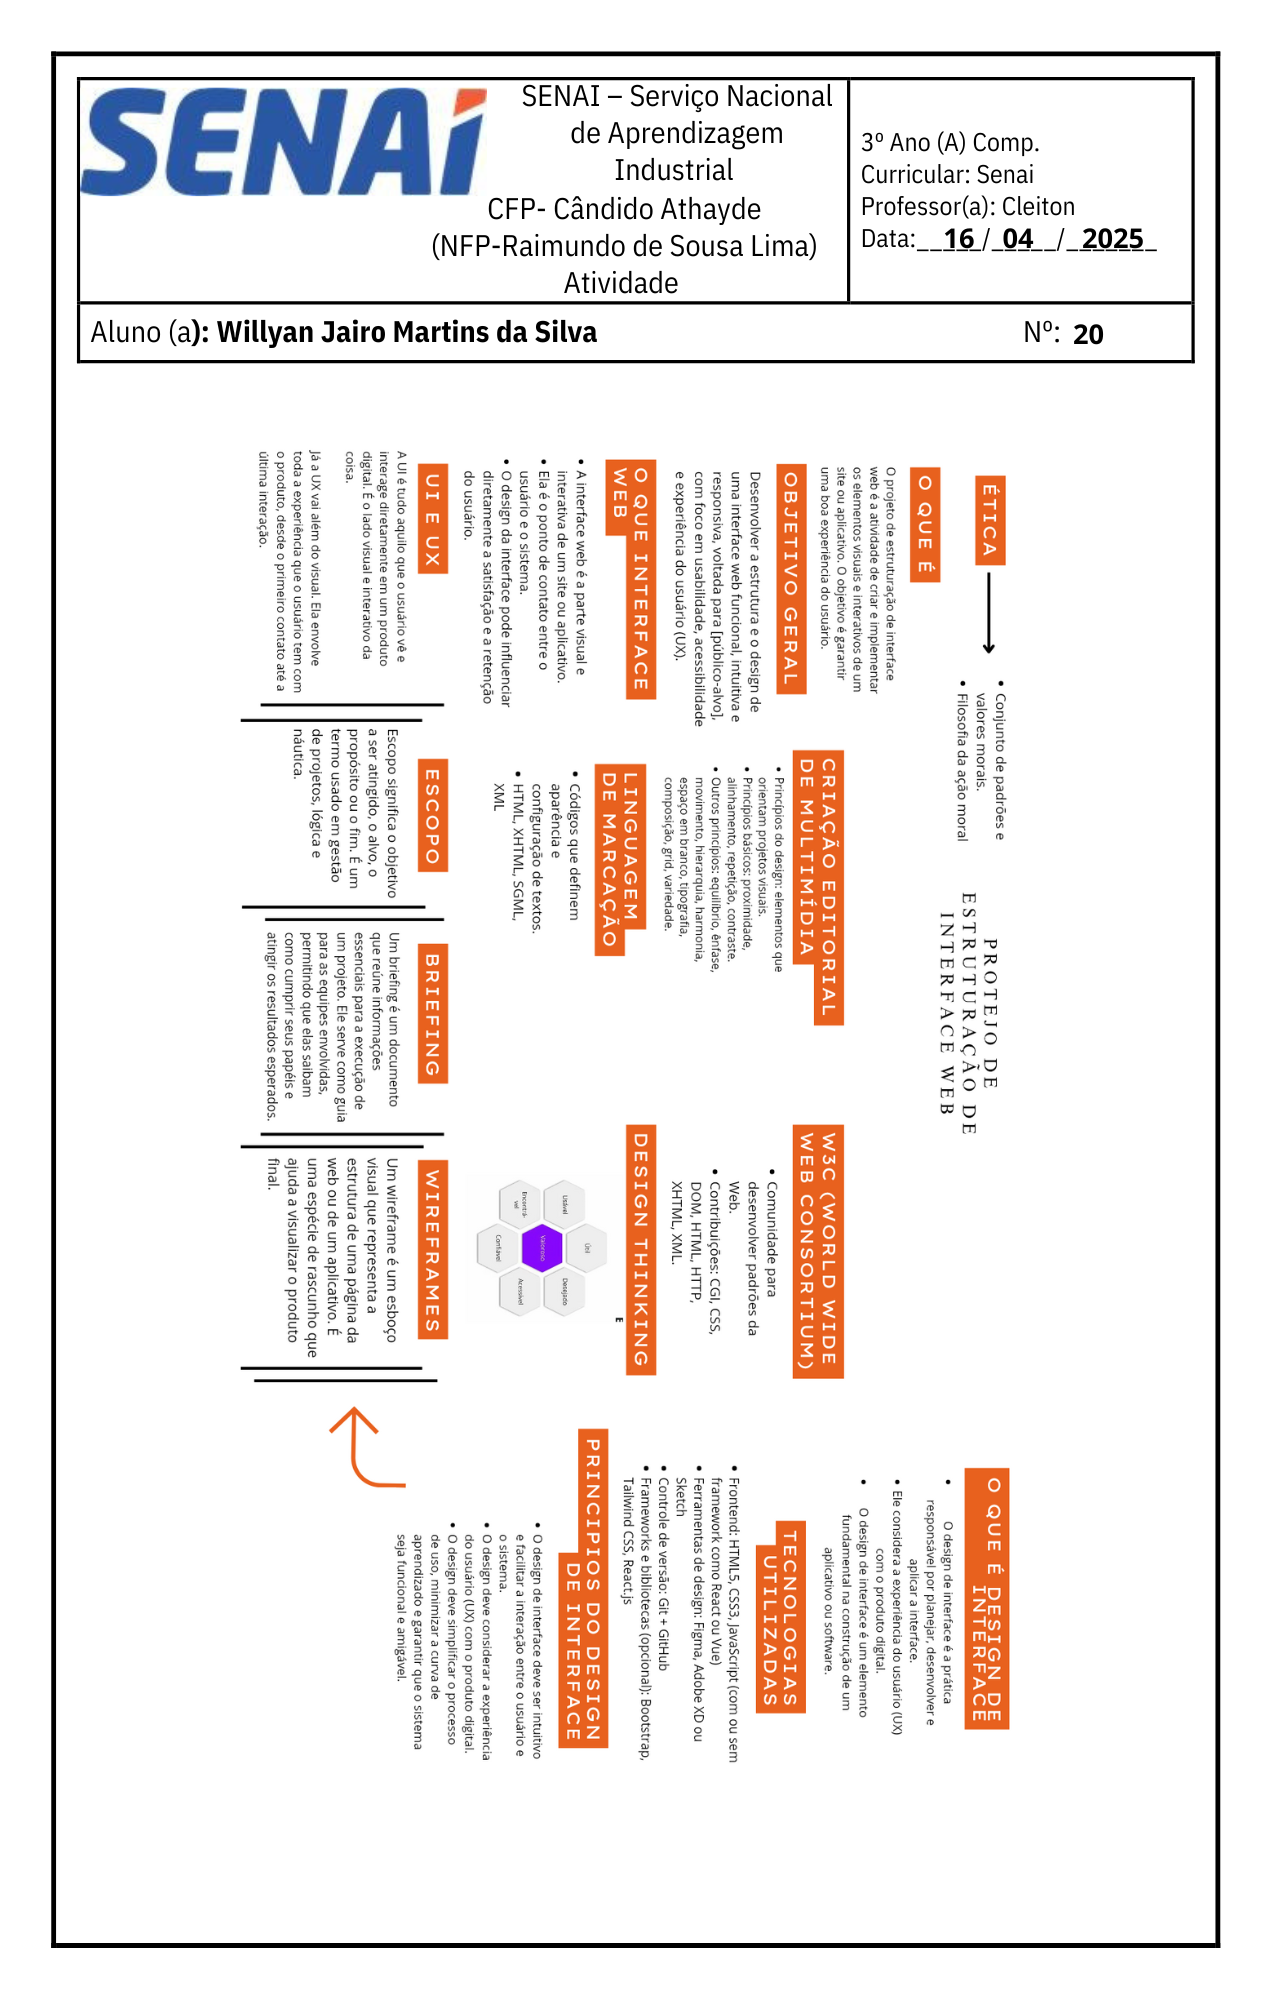 SENAI
SENAI – Serviço Nacional
de Aprendizagem
Industrial
CFP- Cândido Athayde
(NFP-Raimundo de Sousa Lima)
Atividade
3º Ano (A) Comp.
Curricular: Senai
Professor(a): Cleiton
Data:__16_/_04__/_2025_
Aluno (a): Willyan Jairo Martins da Silva
Nº: 20
ÉTICA
• Conjunto de padrões e
valores morais.
• Filosofia da ação moral
PROTEJO DE
ESTRUTURAÇÃO DE
INTERFACE WEB
O QUE É DESIGN DE
INTERFACE
• O design de interface é a prática
responsável por planejar, desenvolver e
aplicar a interface.
• Ele considera a experiência do usuário (UX)
com o produto digital.
• O design de interface é um elemento
fundamental na construção de um
aplicativo ou software.
O QUE É
O projeto de estruturação de interface
web é a atividade de criar e implementar
os elementos visuais e interativos de um
site ou aplicativo. O objetivo é garantir
uma boa experiência do usuário.
OBJETIVO GERAL
Desenvolver a estrutura e o design de
uma interface web funcional, intuitiva e
responsiva, voltada para [público-alvo],
com foco em usabilidade, acessibilidade
e experiência do usuário (UX).
CRIAÇÃO EDITORIAL
DE MULTIMÍDIA
• Princípios do design: elementos que
orientam projetos visuais.
• Princípios básicos: proximidade,
alinhamento, repetição, contraste.
• Outros princípios: equilíbrio, ênfase,
movimento, hierarquia, harmonia,
espaço em branco, tipografia,
composição, grid, variedade.
W3C (WORLD WIDE
WEB CONSORTIUM)
• Comunidade para
desenvolver padrões da
Web.
• Contribuições: CGI, CSS,
DOM, HTML, HTTP,
XHTML, XML.
TECNOLOGIAS
UTILIZADAS
• Frontend: HTML5, CSS3, JavaScript (com ou sem
framework como React ou Vue)
• Ferramentas de design: Figma, Adobe XD ou
Sketch
• Controle de versão: Git + GitHub
• Frameworks e bibliotecas (opcional): Bootstrap,
Tailwind CSS, React.js
O QUE INTERFACE
WEB
• A interface web é a parte visual e
interativa de um site ou aplicativo.
• Ela é o ponto de contato entre o
usuário e o sistema.
• O design da interface pode influenciar
diretamente a satisfação e a retenção
do usuário.
LINGUAGEM
DE MARCAÇÃO
• Códigos que definem
aparência e
configuração de textos.
• HTML, XHTML, SGML,
XML
DESIGN THINKING
E
Útil
Usável
Desejado
Valoroso
Encontrá-
vel
Acessível
Confiável
PRINCIPIOS DO DESIGN
DE INTERFACE
• O design de interface deve ser intuitivo
e facilitar a interação entre o usuário e
o sistema.
• O design deve considerar a experiência
do usuário (UX) com o produto digital.
• O design deve simplificar o processo
de uso, minimizar a curva de
aprendizado e garantir que o sistema
seja funcional e amigável.
UI E UX
A UI é tudo aquilo que o usuário vê e
interage diretamente em um produto
digital. É o lado visual e interativo da
coisa.
Já a UX vai além do visual. Ela envolve
toda a experiência que o usuário tem com
o produto, desde o primeiro contato até a
última interação.
ESCOPO
Escopo significa o objetivo
a ser atingido, o alvo, o
propósito ou o fim. É um
termo usado em gestão
de projetos, lógica e
náutica.
BRIEFING
Um briefing é um documento
que reúne informações
essenciais para a execução de
um projeto. Ele serve como guia
para as equipes envolvidas,
permitindo que elas saibam
como cumprir seus papéis e
atingir os resultados esperados.
WIREFRAMES
Um wireframe é um esboço
visual que representa a
estrutura de uma página da
web ou de um aplicativo. É
uma espécie de rascunho que
ajuda a visualizar o produto
final.